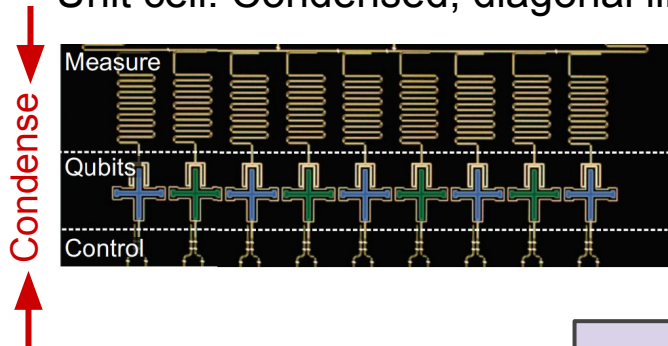 Unit cell: Condensed, diagonal
Measure
Condense
Qubits
Control